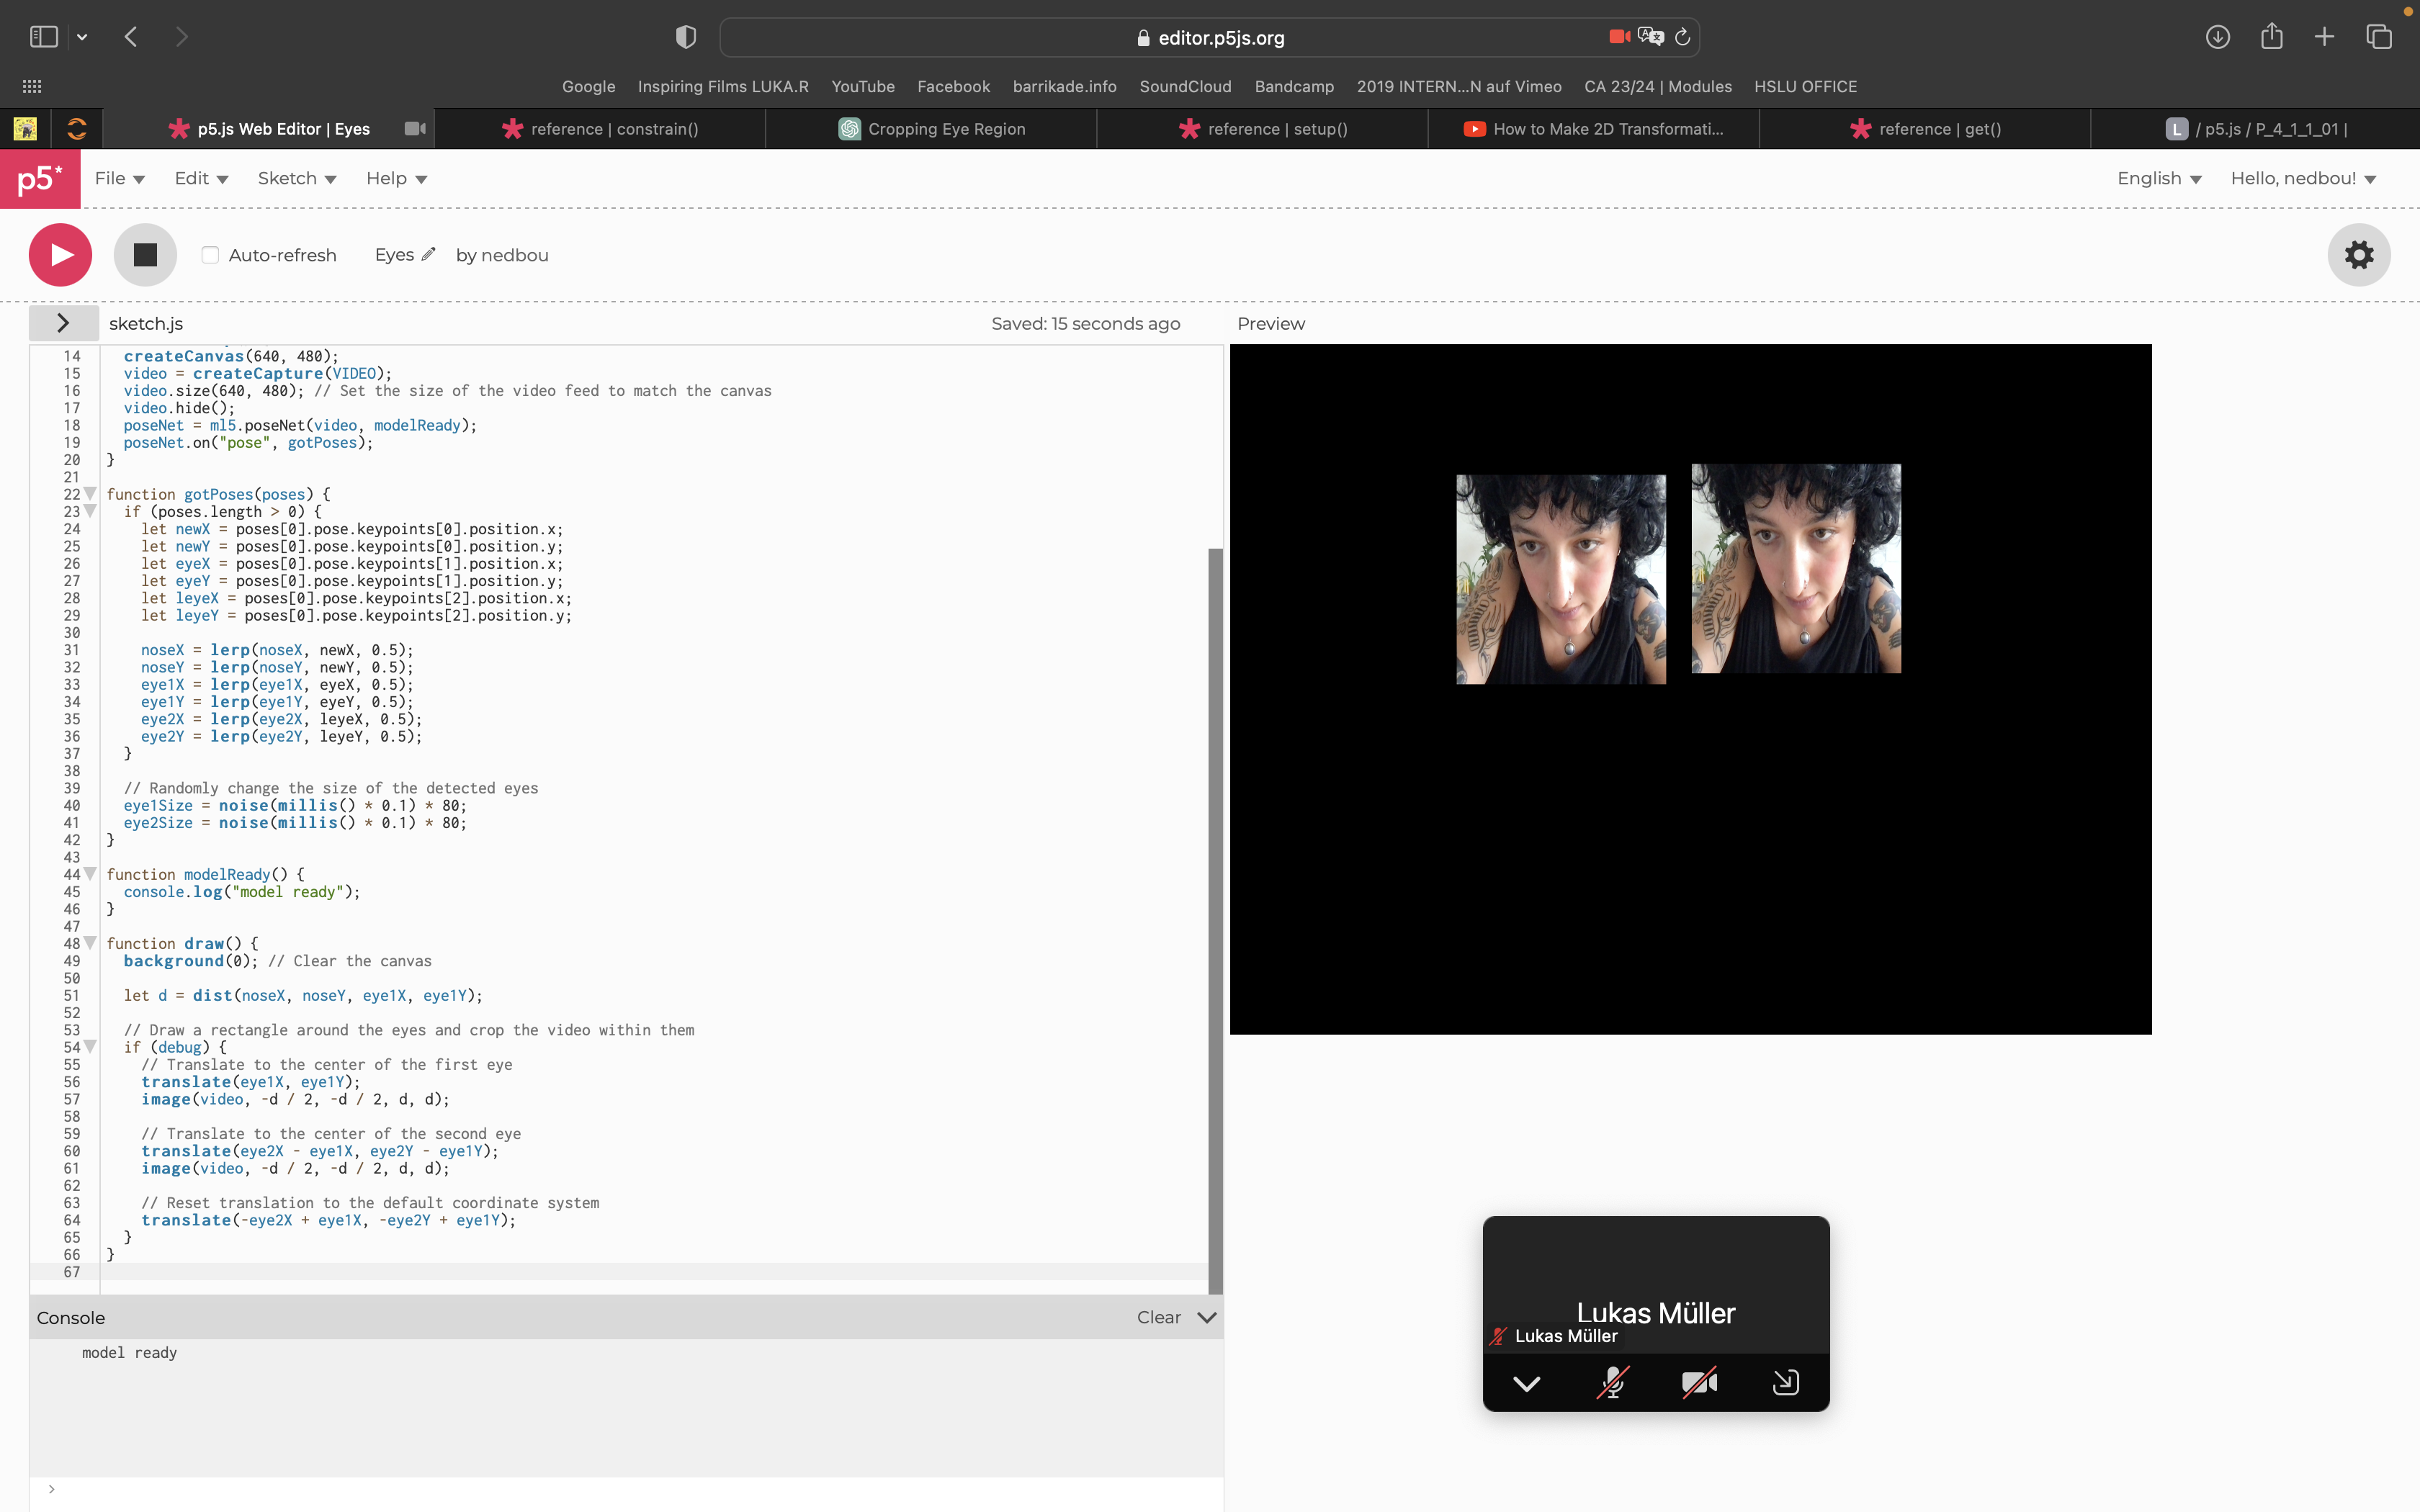 editor.p5js.org
Google Inspiring Films LUKA.R YouTube Facebook barrikade.info SoundCloud Bandcamp 2019 INTERN...N auf Vimeo CA 23/24 | Modules HSLU OFFICE
p5.js Web Editor | Eyes reference | constrain() Cropping Eye Region reference | setup() How to Make 2D Transformati... reference | get() L / p5.js / P_4_1_1_01 |
p5* File Edit Sketch Help English Hello, nedbou!
Auto-refresh Eyes by nedbou
sketch.js Saved: 15 seconds ago Preview
14 createCanvas(640, 480);
15 video = createCapture(VIDEO);
16 video.size(640, 480); // Set the size of the video feed to match the canvas
17 video.hide();
18 poseNet = ml5.poseNet(video, modelReady);
19 poseNet.on("pose", gotPoses);
20 }
21
22 function gotPoses(poses) {
23 if (poses.length > 0) {
24 let newX = poses[0].pose.keypoints[0].position.x;
25 let newY = poses[0].pose.keypoints[0].position.y;
26 let eyeX = poses[0].pose.keypoints[1].position.x;
27 let eyeY = poses[0].pose.keypoints[1].position.y;
28 let leyeX = poses[0].pose.keypoints[2].position.x;
29 let leyeY = poses[0].pose.keypoints[2].position.y;
30
31 noseX = lerp(noseX, newX, 0.5);
32 noseY = lerp(noseY, newY, 0.5);
33 eye1X = lerp(eye1X, eyeX, 0.5);
34 eye1Y = lerp(eye1Y, eyeY, 0.5);
35 eye2X = lerp(eye2X, leyeX, 0.5);
36 eye2Y = lerp(eye2Y, leyeY, 0.5);
37 }
38
39 // Randomly change the size of the detected eyes
40 eye1Size = noise(millis() * 0.1) * 80;
41 eye2Size = noise(millis() * 0.1) * 80;
42 }
43
44 function modelReady() {
45 console.log("model ready");
46 }
47
48 function draw() {
49 background(0); // Clear the canvas
50
51 let d = dist(noseX, noseY, eye1X, eye1Y);
52
53 // Draw a rectangle around the eyes and crop the video within them
54 if (debug) {
55 // Translate to the center of the first eye
56 translate(eye1X, eye1Y);
57 image(video, -d / 2, -d / 2, d, d);
58
59 // Translate to the center of the second eye
60 translate(eye2X - eye1X, eye2Y - eye1Y);
61 image(video, -d / 2, -d / 2, d, d);
62
63 // Reset translation to the default coordinate system
64 translate(-eye2X + eye1X, -eye2Y + eye1Y);
65 }
66 }
67
Lukas Müller
Lukas Müller
Console Clear
model ready
>